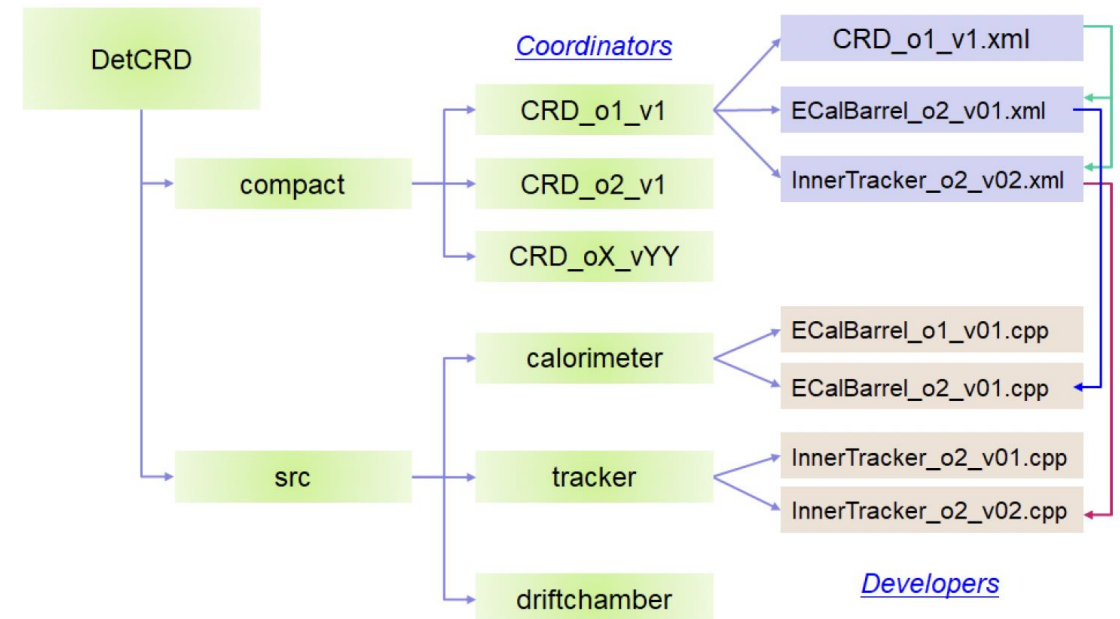 DetCRD
Coordinators
CRD_o1_v1.xml
CRD_o1_v1
ECalBarrel_o2_v01.xml
compact
CRD_o2_v1
InnerTracker_o2_v02.xml
CRD_oX_vYY
ECalBarrel_o1_v01.cpp
calorimeter
ECalBarrel_o2_v01.cpp
InnerTracker_o2_v01.cpp
src
tracker
InnerTracker_o2_v02.cpp
Developers
driftchamber